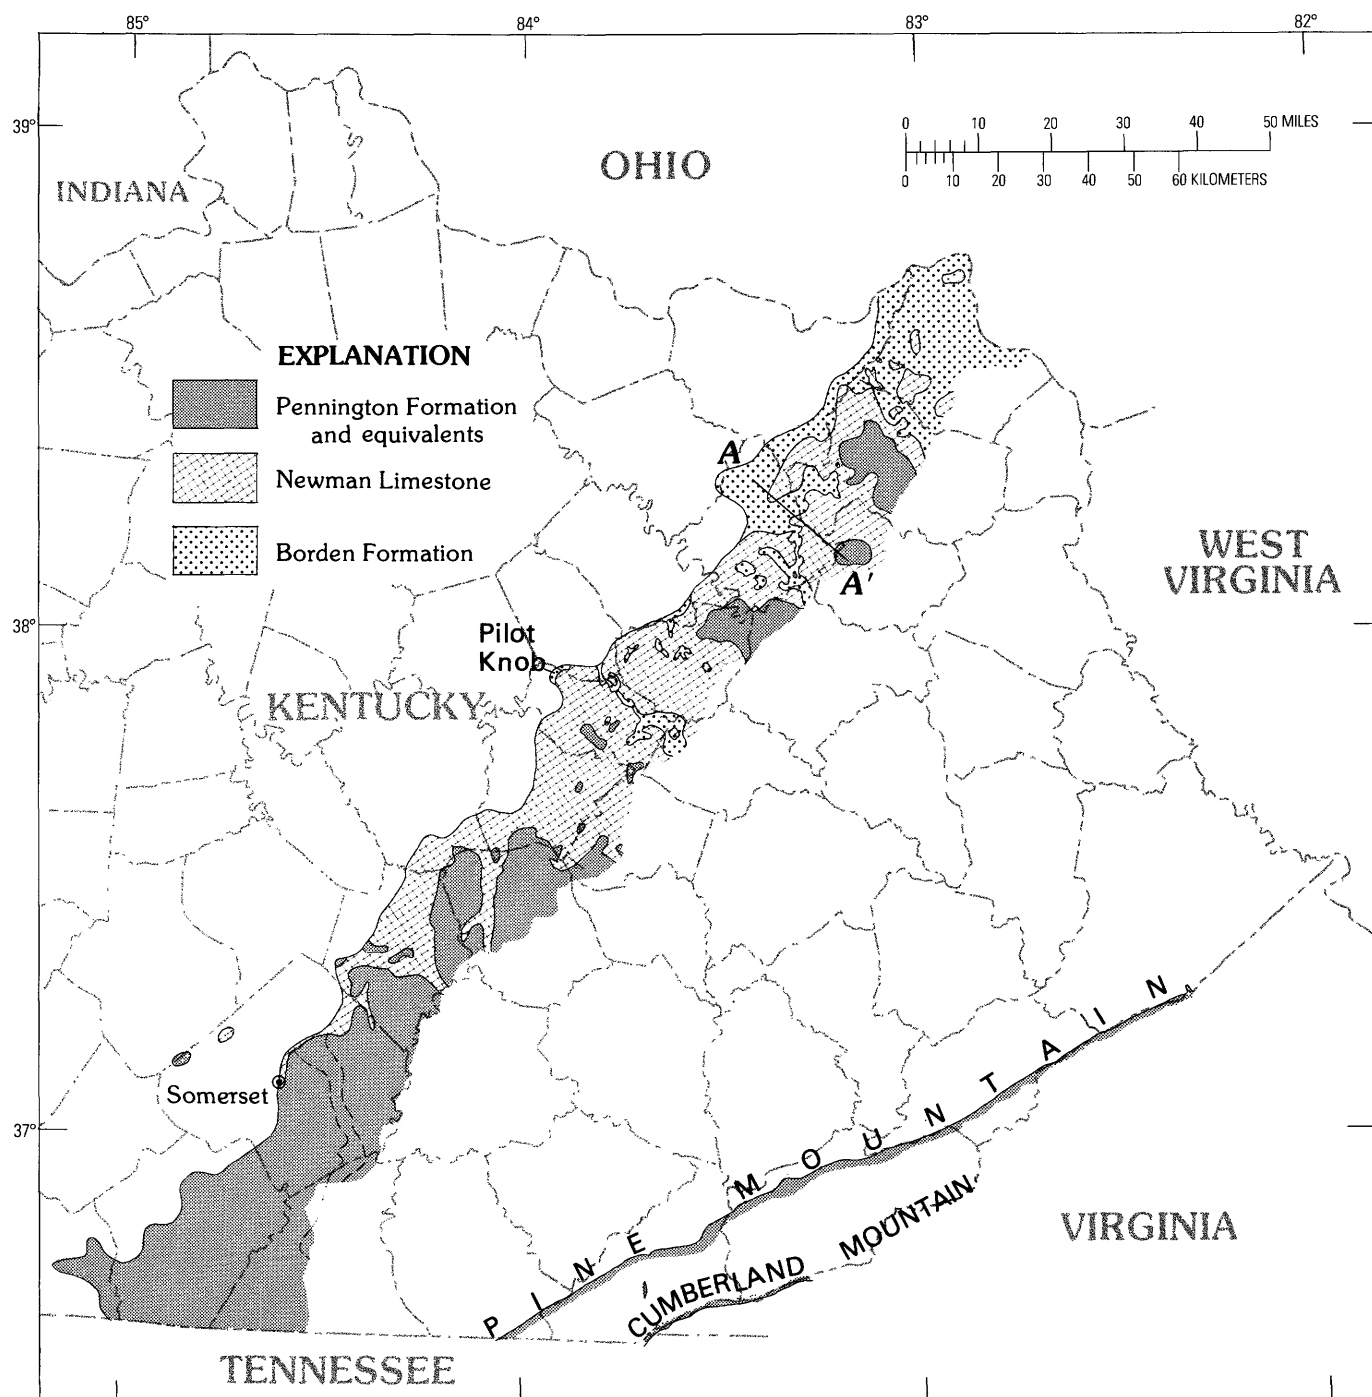 85° 84° 83° 82°
39°
0 10 20 30 40 50 MILES
0 10 20 30 40 50 60 KILOMETERS
OHIO
INDIANA
EXPLANATION
Pennington Formation
and equivalents
Newman Limestone
Borden Formation
A
A'
WEST
VIRGINIA
38°
Pilot
Knob
KENTUCKY
Somerset
37°
PINE MOUNTAIN
CUMBERLAND MOUNTAIN
VIRGINIA
TENNESSEE